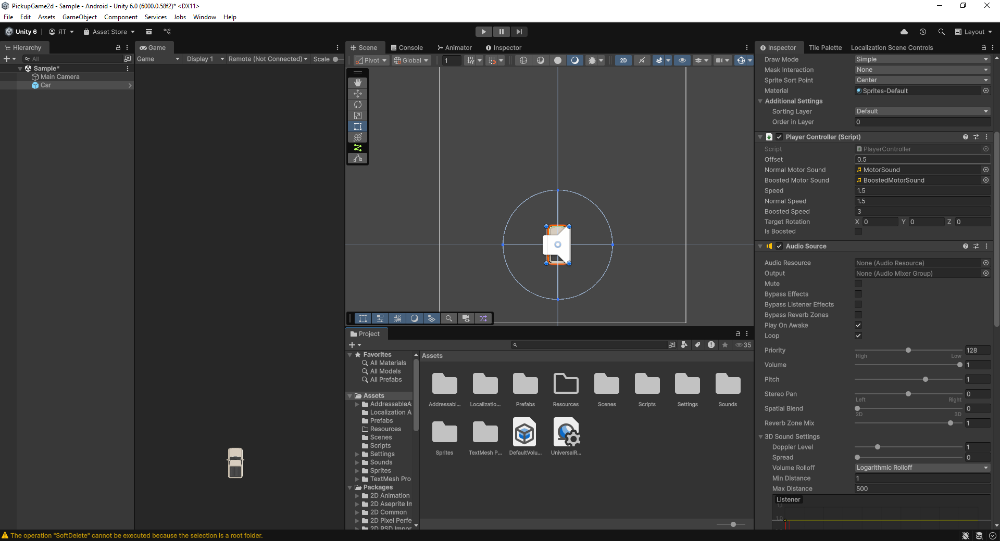 PickupGame2d - Sample - Android - Unity 6.0 (6000.0.58f2)* <DX11>
File Edit Assets GameObject Component Services Jobs Window Help
Unity 6 ЯТ Asset Store Layout
Hierarchy
All
Sample*
Main Camera
Car
Game
Game Display 1 Remote (Not Connected) Scale
Scene Console Animator Inspector
Pivot Global 1 2D
Project
35
Favorites
All Materials
All Models
All Prefabs
Assets
AddressableA
Localization A
Prefabs
Resources
Scenes
Scripts
Settings
Sounds
Sprites
TextMesh Pro
Packages
2D Animation
2D Aseprite Im
2D Common
2D Pixel Perfe
2D PSD Impor
Assets
Addressabl... Localizatio... Prefabs Resources Scenes Scripts Settings Sounds
Sprites TextMesh P... DefaultVolu... UniversalR...
Inspector Tile Palette Localization Scene Controls
Draw Mode Simple
Mask Interaction None
Sprite Sort Point Center
Material Sprites-Default
Additional Settings
Sorting Layer Default
Order in Layer 0
# Player Controller (Script)
Script PlayerController
Offset 0.5
Normal Motor Sound MotorSound
Boosted Motor Sound BoostedMotorSound
Speed 1.5
Normal Speed 1.5
Boosted Speed 3
Target Rotation X 0 Y 0 Z 0
Is Boosted
Audio Source
Audio Resource None (Audio Resource)
Output None (Audio Mixer Group)
Mute
Bypass Effects
Bypass Listener Effects
Bypass Reverb Zones
Play On Awake
Loop
Priority 128
High Low
Volume 1
Pitch 1
Stereo Pan 0
Left Right
Spatial Blend 0
2D 3D
Reverb Zone Mix 1
3D Sound Settings
Doppler Level 1
Spread 0
Volume Rolloff Logarithmic Rolloff
Min Distance 1
Max Distance 500
Listener
1,1
1,0
The operation "SoftDelete" cannot be executed because the selection is a root folder.